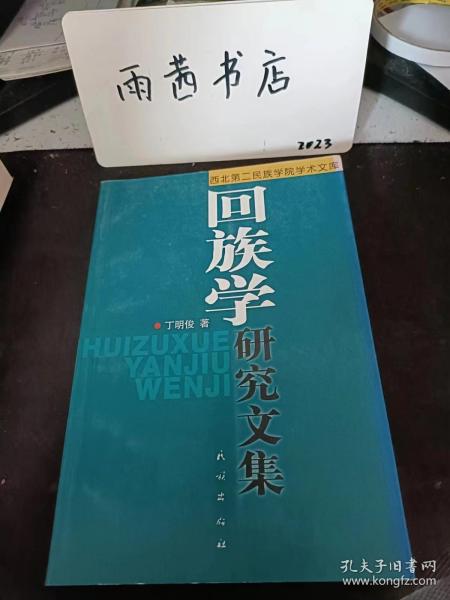 雨茜书店
2023
西北第二民族学院学术文库
回族学
研究文集
丁明俊 著
HUIZUXUE
YANJIU
WENJI
民族出版社
孔夫子旧书网
www.kongfz.com